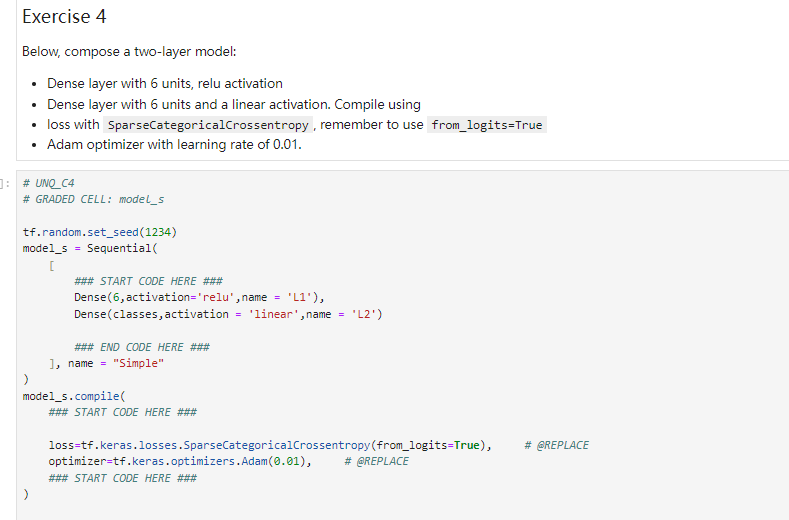 Exercise 4
Below, compose a two-layer model:
• Dense layer with 6 units, relu activation
• Dense layer with 6 units and a linear activation. Compile using
• loss with SparseCategoricalCrossentropy , remember to use from_logits=True
• Adam optimizer with learning rate of 0.01.
]: # UNQ_C4
# GRADED CELL: model_s
tf.random.set_seed(1234)
model_s = Sequential(
[
### START CODE HERE ###
Dense(6,activation='relu',name = 'L1'),
Dense(classes,activation = 'linear',name = 'L2')
### END CODE HERE ###
], name = "Simple"
)
model_s.compile(
### START CODE HERE ###
loss=tf.keras.losses.SparseCategoricalCrossentropy(from_logits=True), # @REPLACE
optimizer=tf.keras.optimizers.Adam(0.01), # @REPLACE
### START CODE HERE ###
)